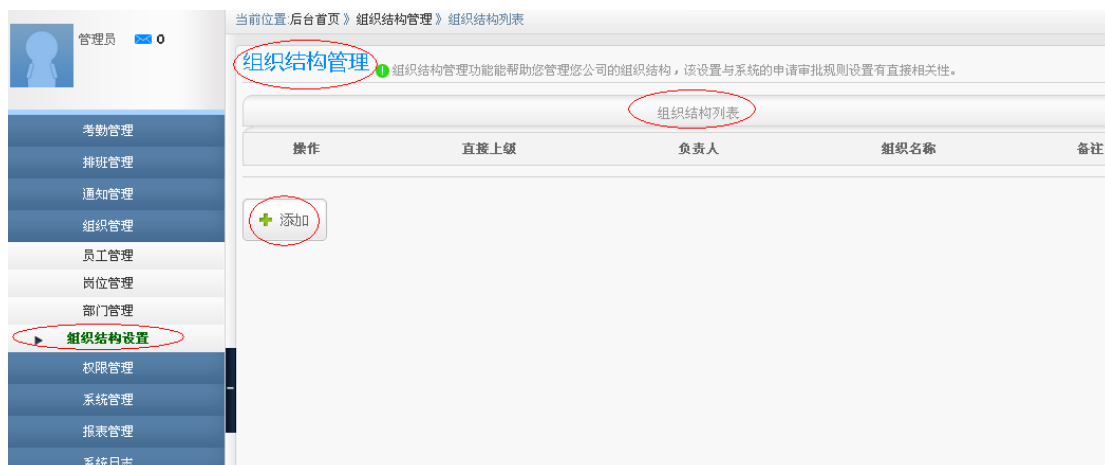 当前位置:后台首页》组织结构管理》组织结构列表
管理员 0
组织结构管理 组织结构管理功能能帮助您管理您公司的组织结构，该设置与系统的申请审批规则设置有直接相关性。
组织结构列表
操作 直接上级 负责人 组织名称 备注
添加
考勤管理
排班管理
通知管理
组织管理
员工管理
岗位管理
部门管理
组织结构设置
权限管理
系统管理
报表管理
系统日志